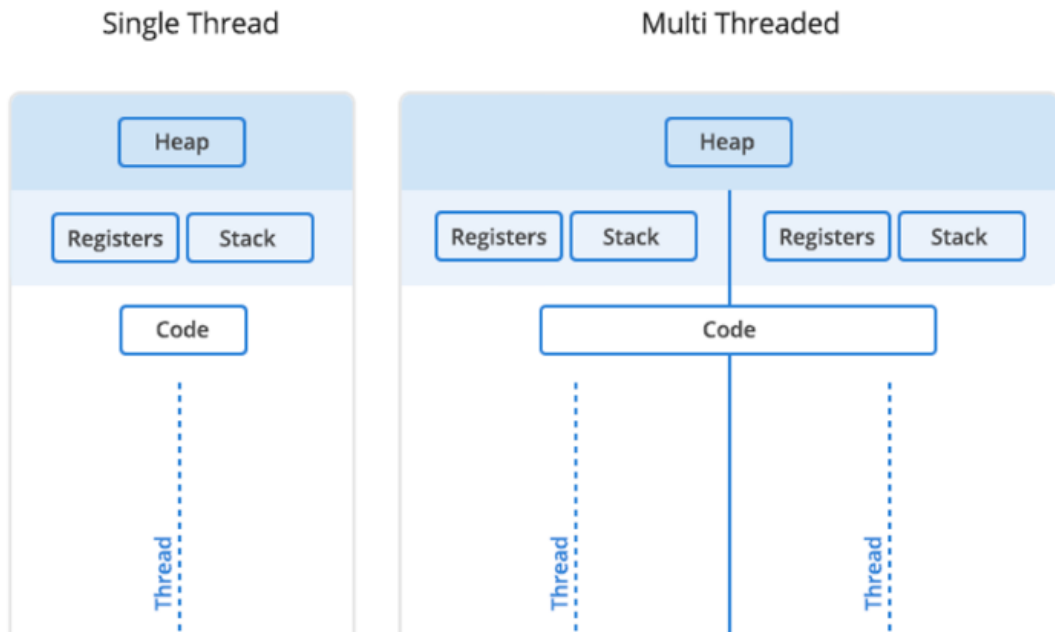 Single Thread
Multi Threaded
Heap
Registers
Stack
Code
Thread
Heap
Registers
Stack
Registers
Stack
Code
Thread
Thread